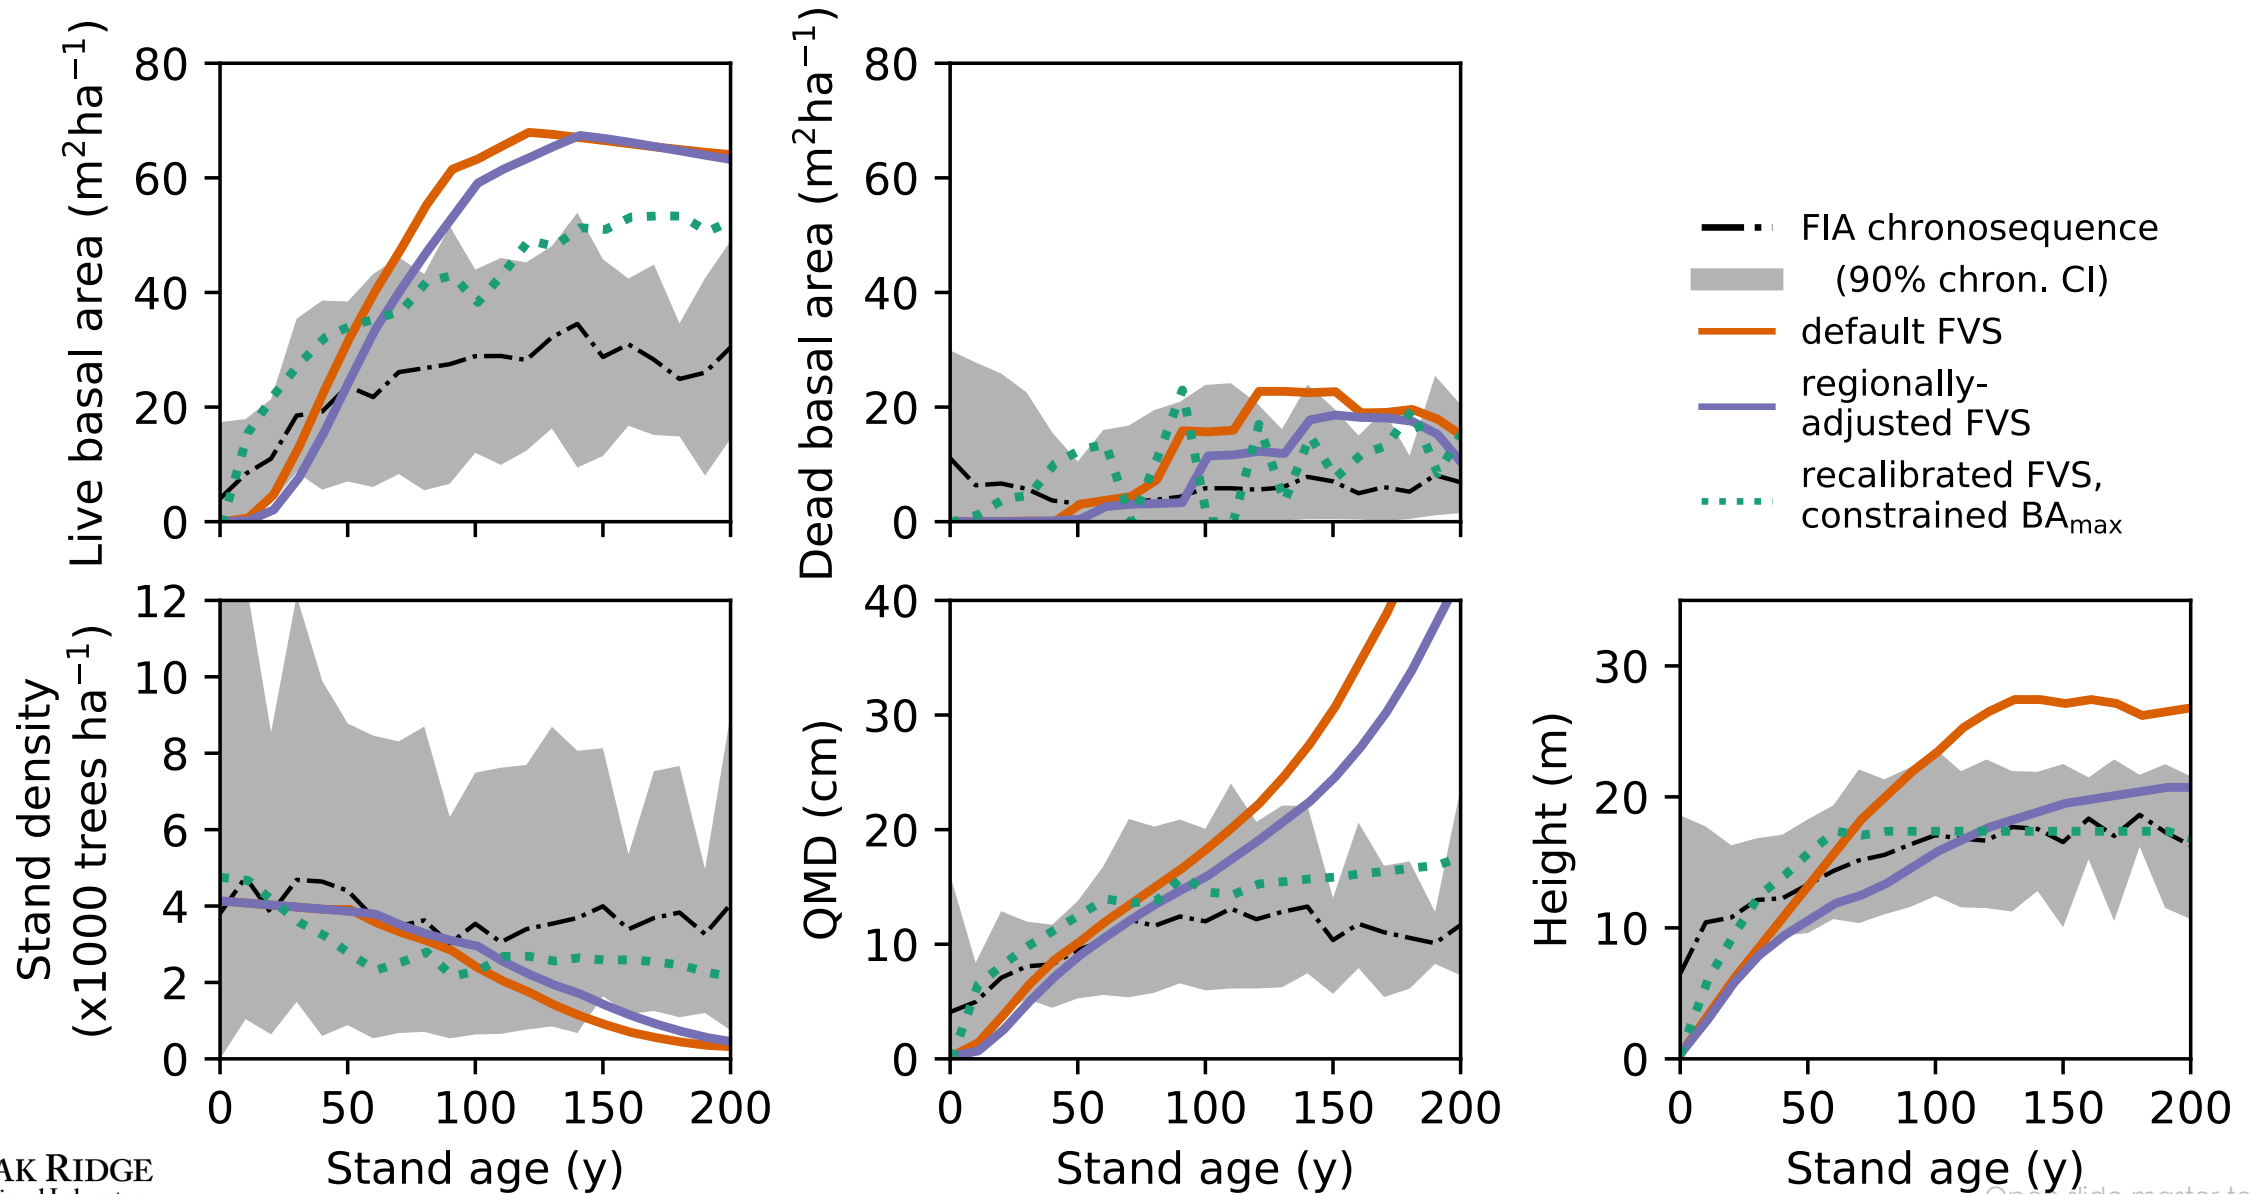 80
60
40
20
0
Live basal area (m²ha⁻¹)
80
60
40
20
0
Dead basal area (m²ha⁻¹)
FIA chronosequence
(90% chron. CI)
default FVS
regionally-
adjusted FVS
recalibrated FVS,
constrained BAmax
12
10
8
6
4
2
0
Stand density
(x1000 trees ha⁻¹)
0 50 100 150 200
Stand age (y)
40
30
20
10
0
QMD (cm)
0 50 100 150 200
Stand age (y)
30
20
10
0
Height (m)
0 50 100 150 200
Stand age (y)
AK RIDGE